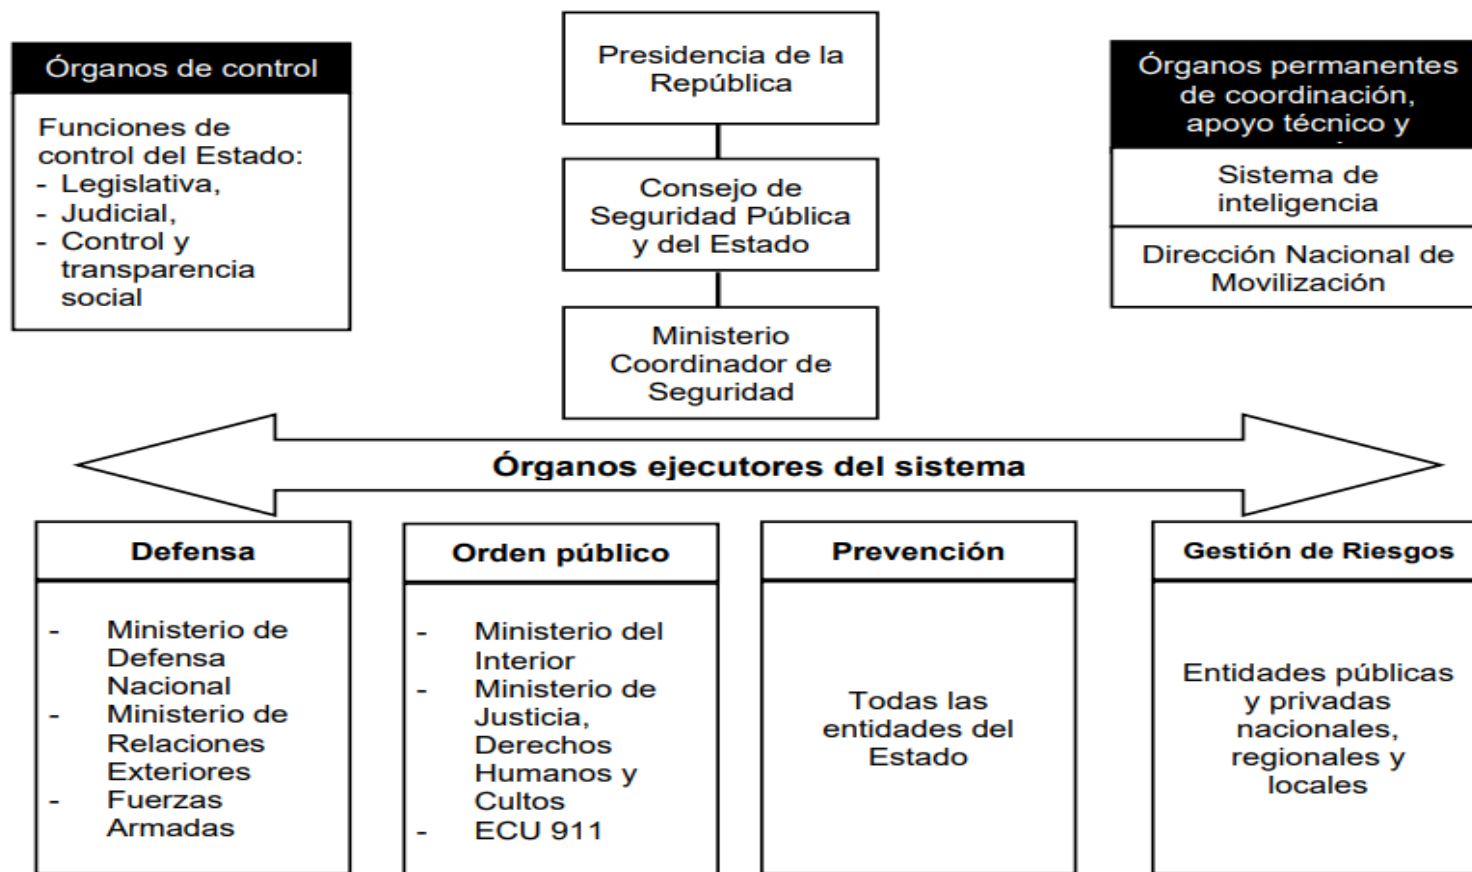 Órganos de control
Funciones de
control del Estado:
- Legislativa,
- Judicial,
- Control y
transparencia
social
Presidencia de la
República
Consejo de
Seguridad Pública
y del Estado
Ministerio
Coordinador de
Seguridad
Órganos permanentes
de coordinación,
apoyo técnico y
Sistema de
inteligencia
Dirección Nacional de
Movilización
Órganos ejecutores del sistema
Defensa
- Ministerio de
Defensa
Nacional
- Ministerio de
Relaciones
Exteriores
- Fuerzas
Armadas
Orden público
- Ministerio del
Interior
- Ministerio de
Justicia,
Derechos
Humanos y
Cultos
- ECU 911
Prevención
Todas las
entidades del
Estado
Gestión de Riesgos
Entidades públicas
y privadas
nacionales,
regionales y
locales